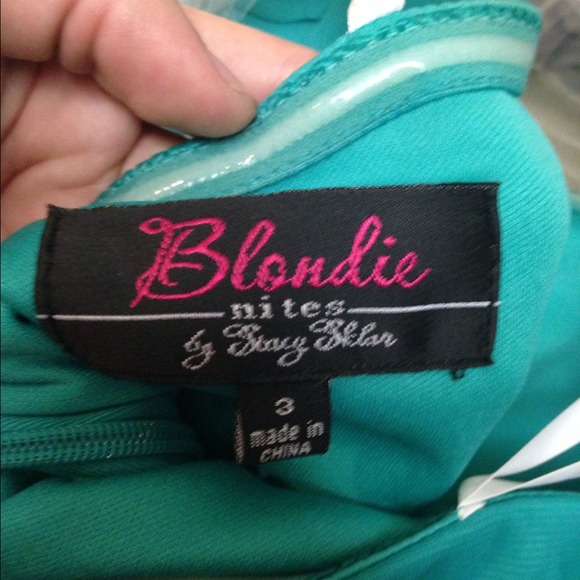 Blondie
nites
by Stacy Sklar
3
made in
CHINA